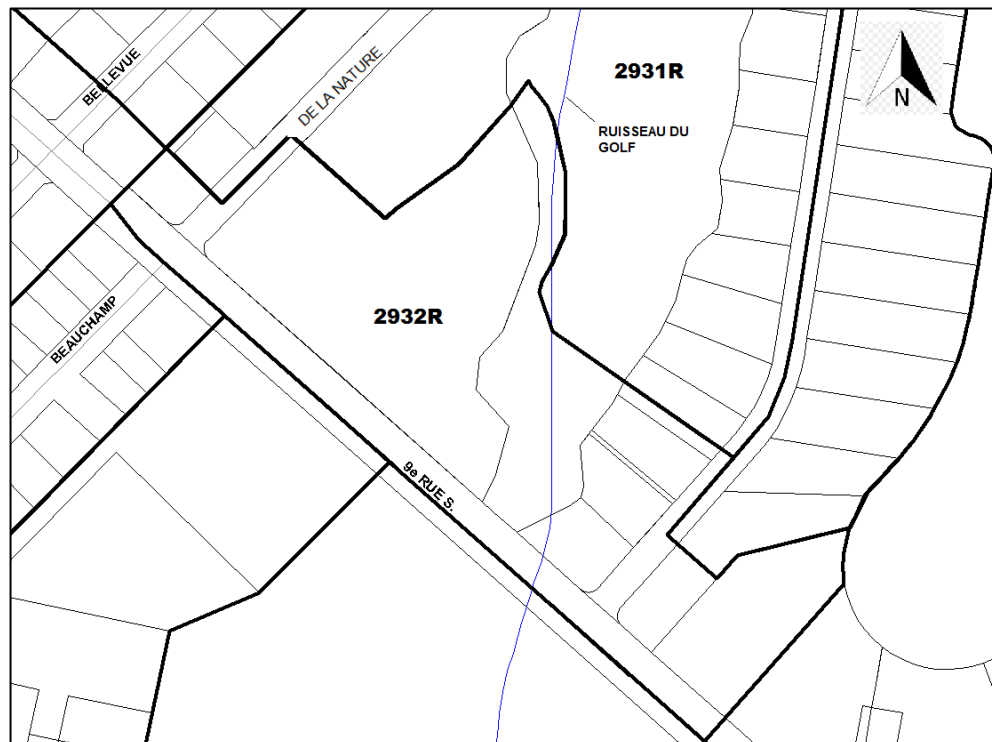 BELLEVUE
DE LA NATURE
2931R
N
RUISSEAU DU
GOLF
BEAUCHAMP
2932R
9e RUE S.